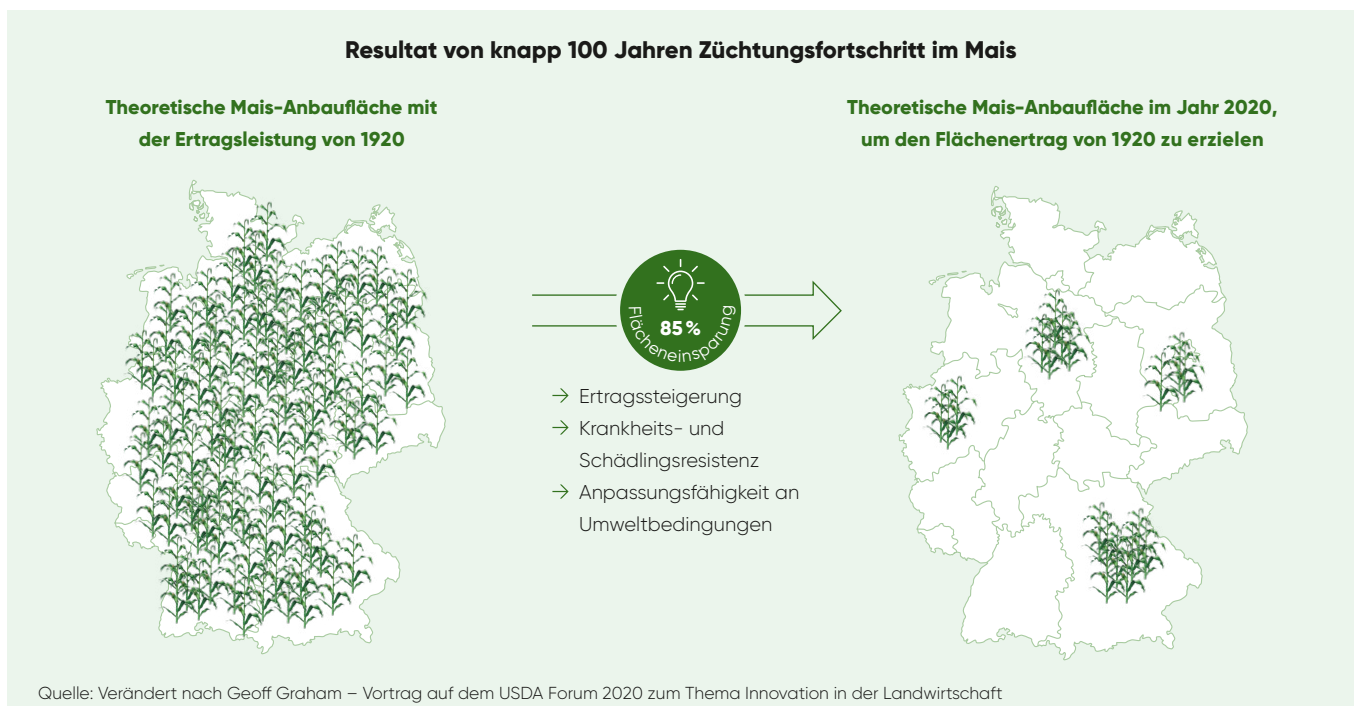 Resultat von knapp 100 Jahren Züchtungsfortschritt im Mais
Theoretische Mais-Anbaufläche mit
der Ertragsleistung von 1920
Theoretische Mais-Anbaufläche im Jahr 2020,
um den Flächenertrag von 1920 zu erzielen
85 %
Flächeneinsparung
→ Ertragssteigerung
→ Krankheits- und
Schädlingsresistenz
→ Anpassungsfähigkeit an
Umweltbedingungen
Quelle: Verändert nach Geoff Graham – Vortrag auf dem USDA Forum 2020 zum Thema Innovation in der Landwirtschaft